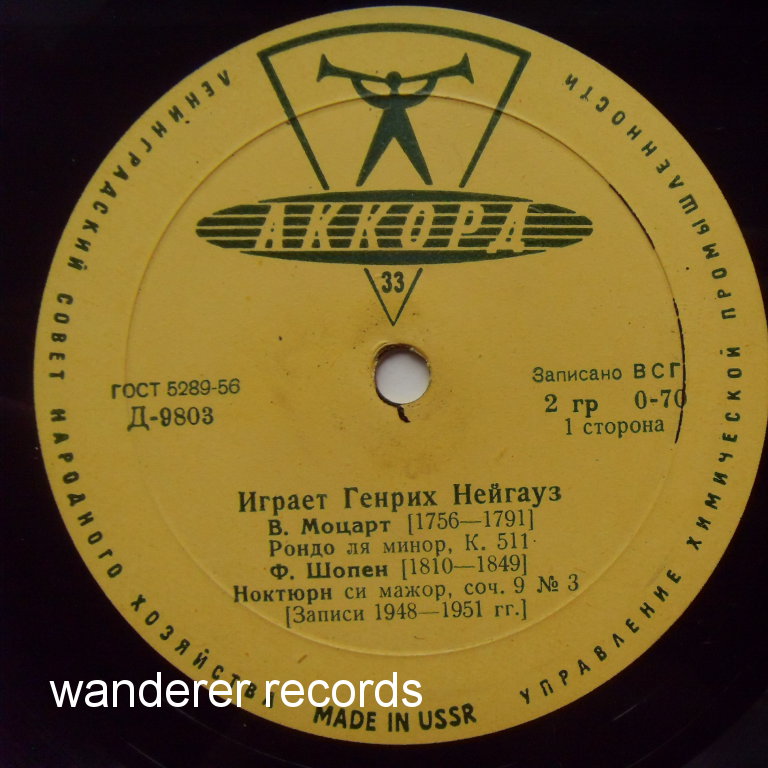 ЛЕНИНГРАДСКИЙ СОВЕТ НАРОДНОГО ХОЗЯЙСТВА
УПРАВЛЕНИЕ ХИМИЧЕСКОЙ ПРОМЫШЛЕННОСТИ
АККОРД
33
ГОСТ 5289-56
Д-9803
Записано ВСГ
2 гр 0-70
1 сторона
Играет Генрих Нейгауз
В. Моцарт [1756—1791]
Рондо ля минор, К. 511
Ф. Шопен [1810—1849]
Ноктюрн си мажор, соч. 9 № 3
[Записи 1948—1951 гг.]
MADE IN USSR
wanderer records